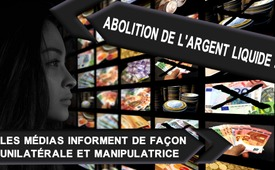 ABOLITION DE L'ARGENT LIQUIDE
LES MÉDIAS INFORMENT DE FAÇON
UNILATÉRALE ET MANIPULATRICE